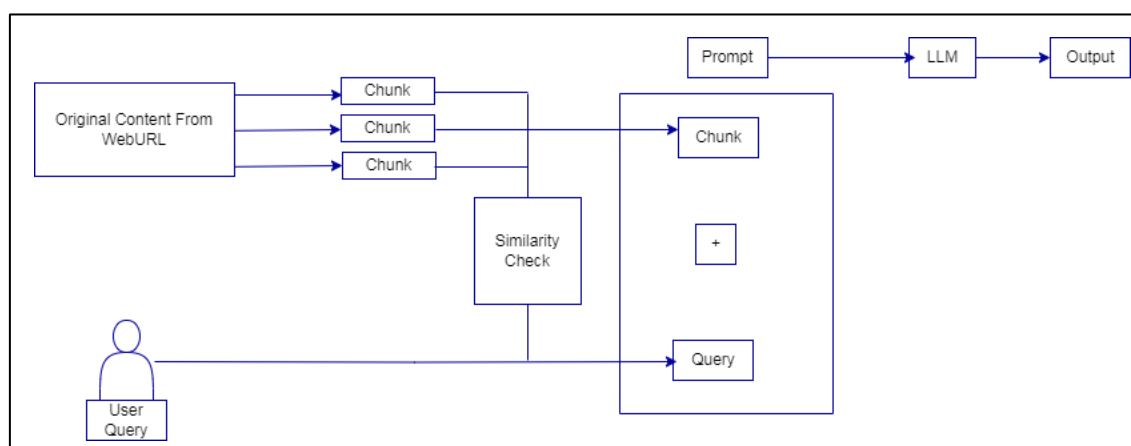 Prompt
LLM
Output
Original Content From
WebURL
Chunk
Chunk
Chunk
Chunk
Similarity
Check
+
Query
User
Query